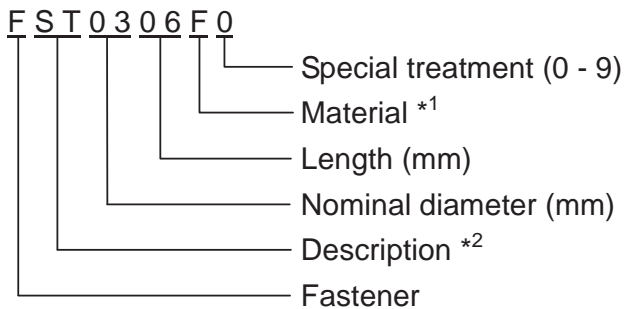 F S T 0 3 0 6 F 0
Special treatment (0 - 9)
Material *1
Length (mm)
Nominal diameter (mm)
Description *2
Fastener